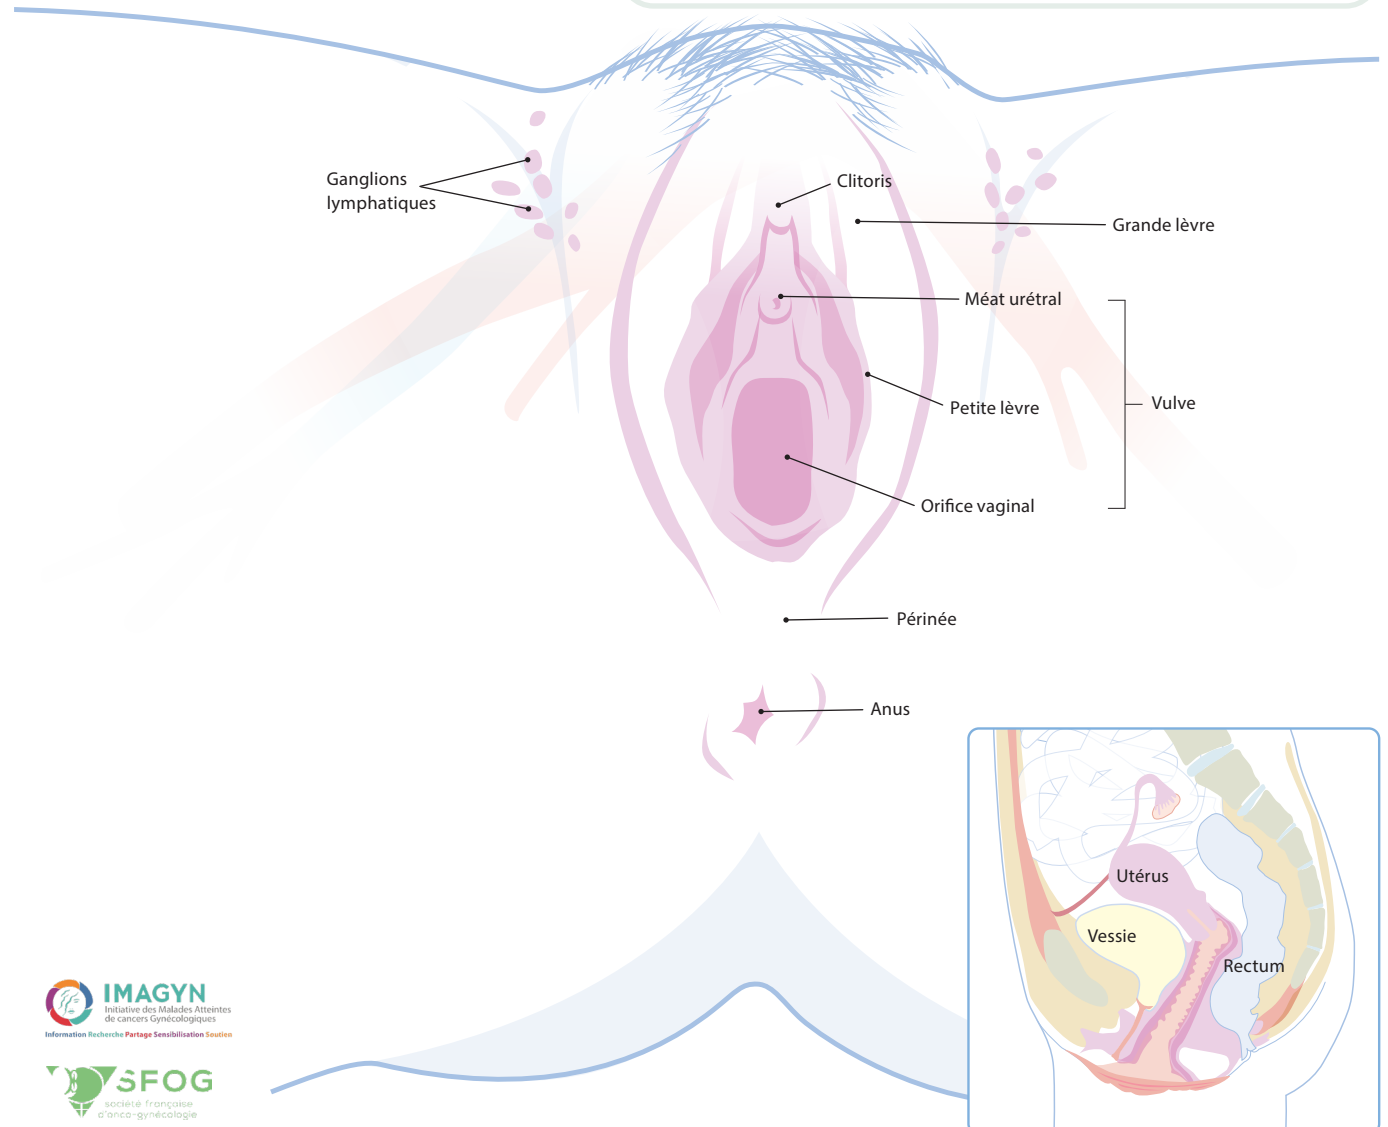 Ganglions
lymphatiques
Clitoris
Grande lèvre
Méat urétral
Petite lèvre
Vulve
Orifice vaginal
Périnée
Anus
Utérus
Vessie
Rectum
IMAGYN
Initiative des Malades Atteintes
de cancers Gynécologiques
Information Recherche Partage Sensibilisation Soutien
SFOG
société française
d'onco-gynécologie